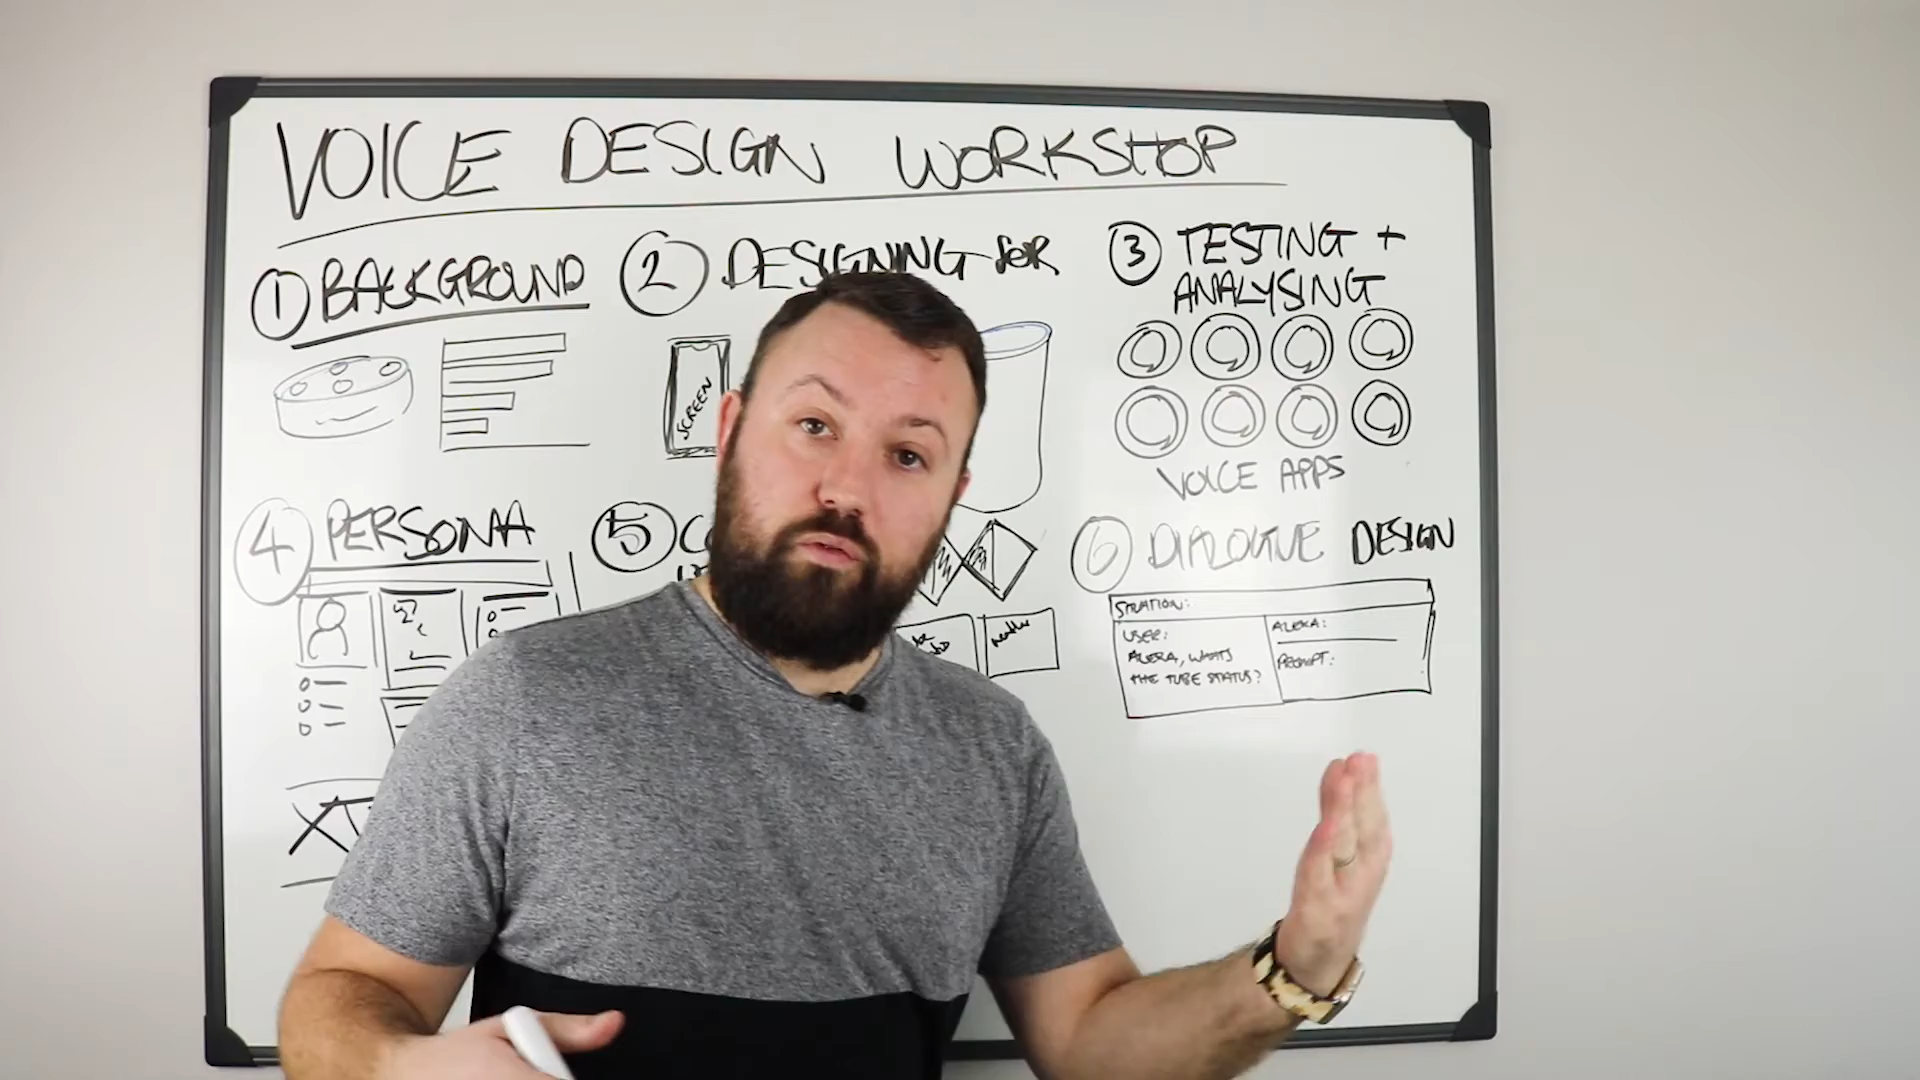 VOICE DESIGN WORKSHOP
① BACKGROUND
② DESIGNING FOR
SCREEN
③ TESTING +
ANALYSING
VOICE APPS
④ PERSONA
⑤
⑥ DIALOGUE DESIGN
USER:
ALEXA, WHATS
THE TUBE STATUS?
ALEXA:
PROMPT: